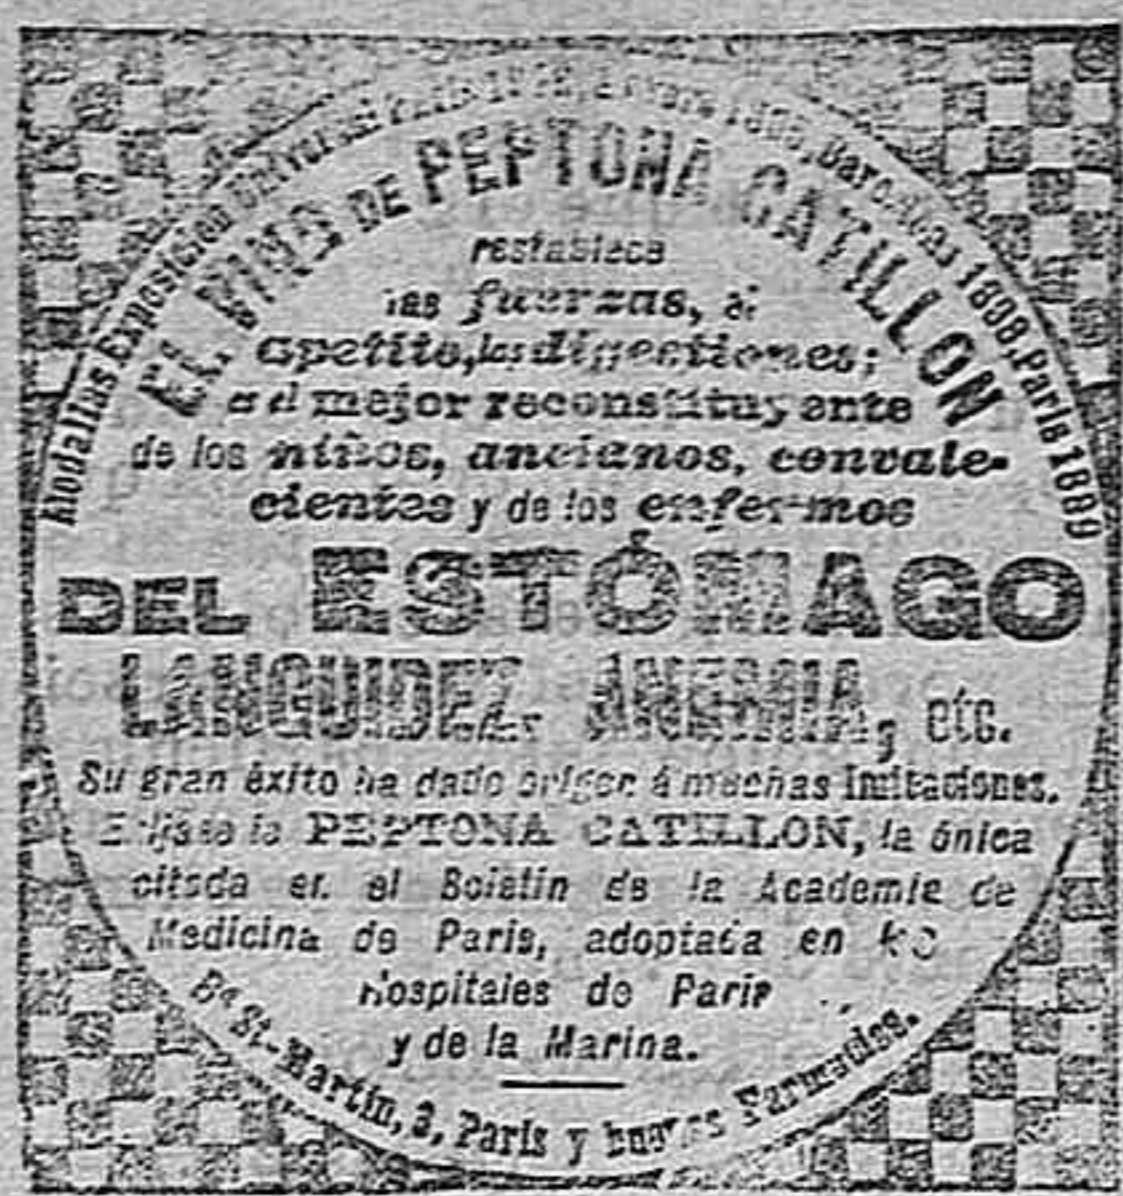 Medallas Exposición Universal Paris 1878, 1888, Barcelona 1888, Paris 1889
EL VINO DE PEPTONA CATILLON
restablece
las fuerzas, el
apetito, las digestiones;
es el mejor reconstituyente
de los niños, ancianos, convale-
cientes y de los enfermos
DEL ESTÓMAGO
LANGUIDEZ, ANEMIA, etc.
Su gran éxito ha dado origen á muchas imitaciones.
Exíjase la PEPTONA CATILLON, la única
citada en el Boletin de la Academia de
Medicina de Paris, adoptada en los
hospitales de Paris
y de la Marina.
Bd St-Martin, 3, Paris y buenas Farmacias.